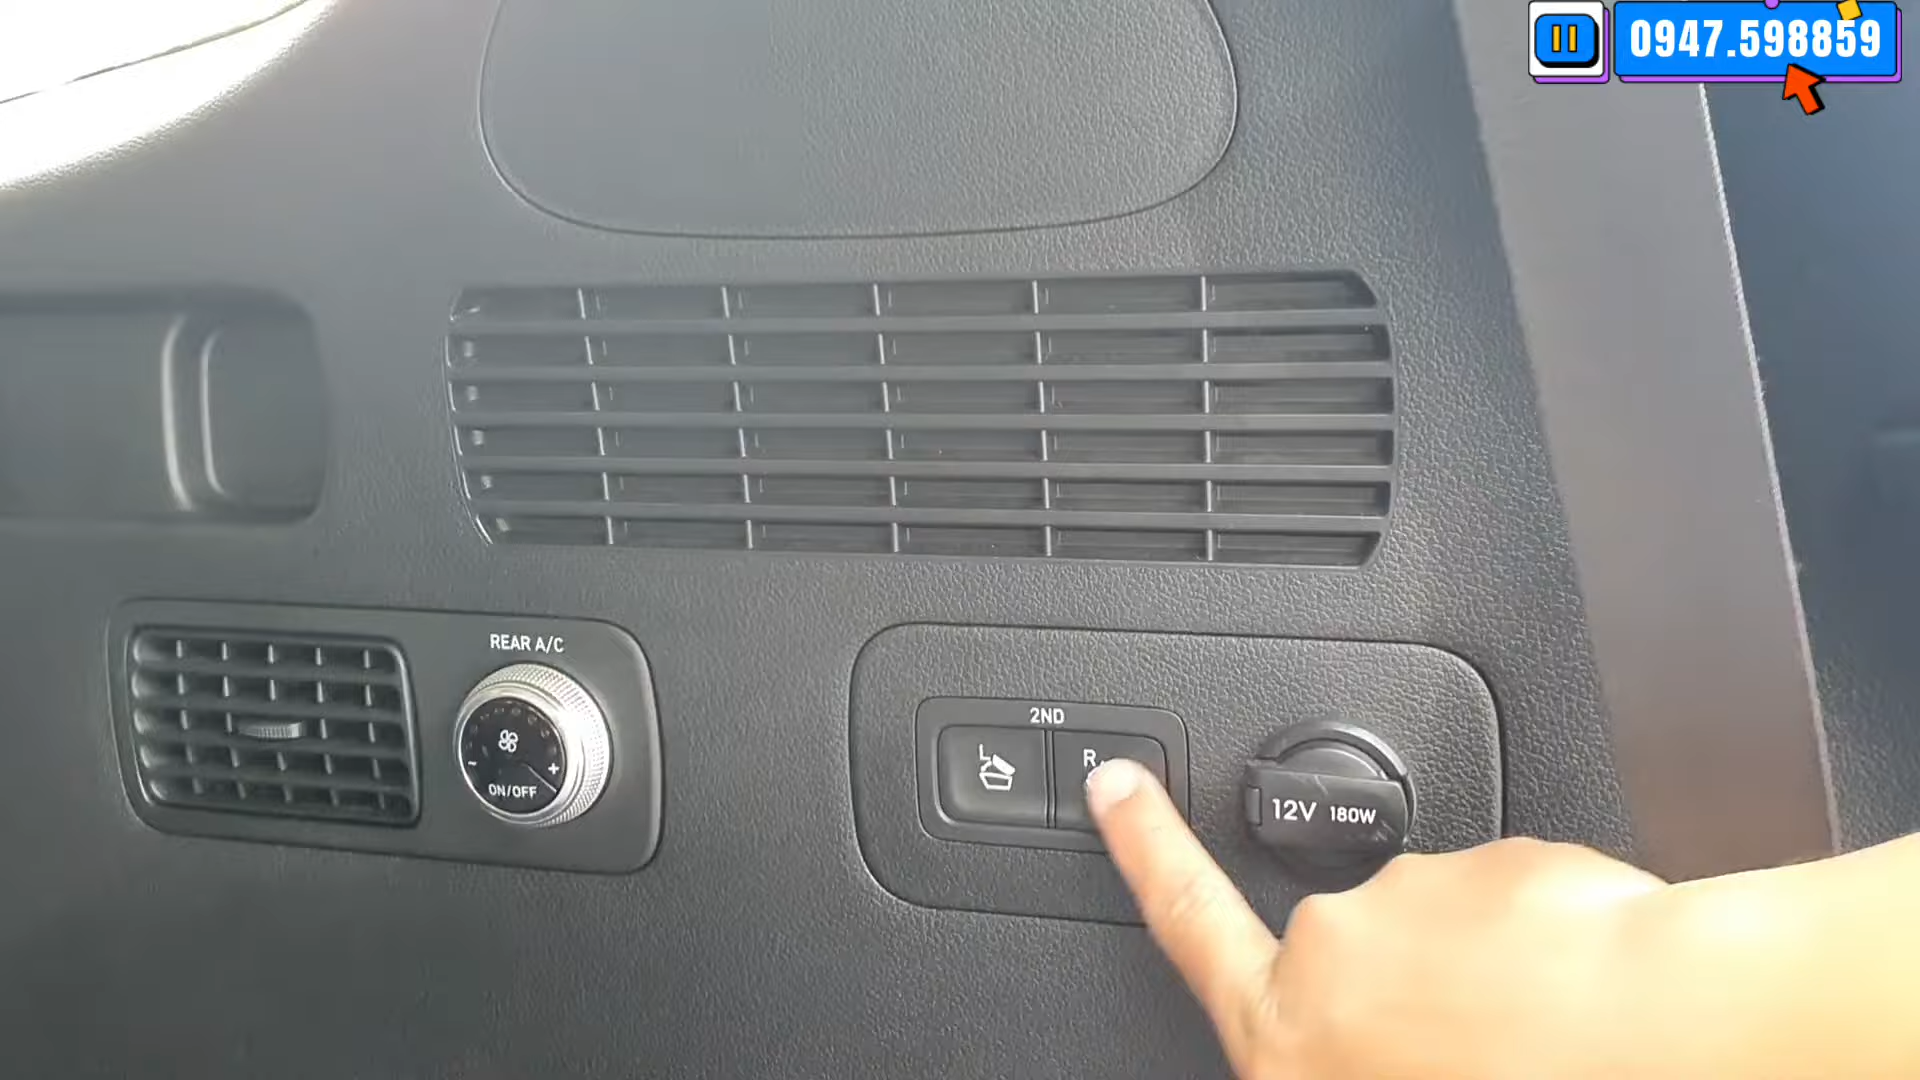 0947.598859
REAR A/C
- +
ON/OFF
2ND
L
R
12V 180W